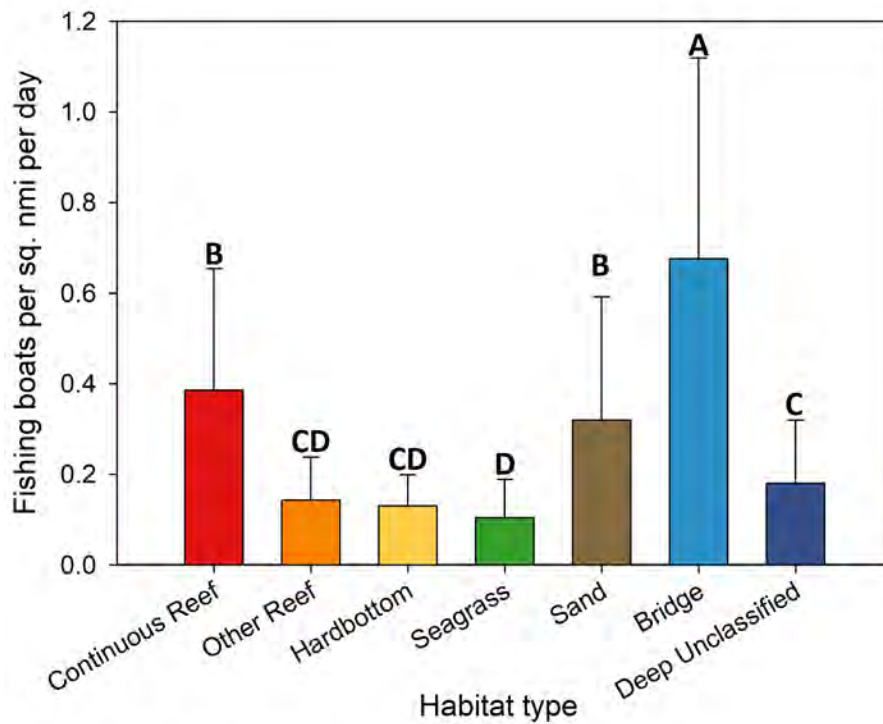 Fishing boats per sq. nmi per day
1.2
1.0
0.8
0.6
0.4
0.2
0.0
B
CD
CD
D
B
A
C
Continuous Reef
Other Reef
Hardbottom
Seagrass
Sand
Bridge
Deep Unclassified
Habitat type